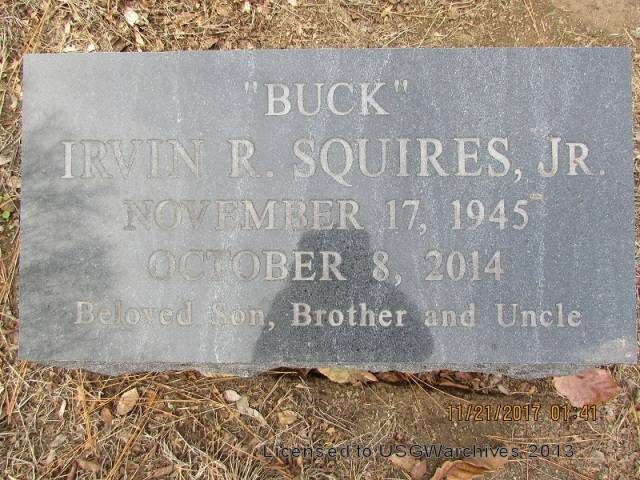 "BUCK"
IRVIN R. SQUIRES, JR.
NOVEMBER 17, 1945
OCTOBER 8, 2014
Beloved Son, Brother and Uncle
11/21/2017 01:41
Licensed to USGWarchives 2013